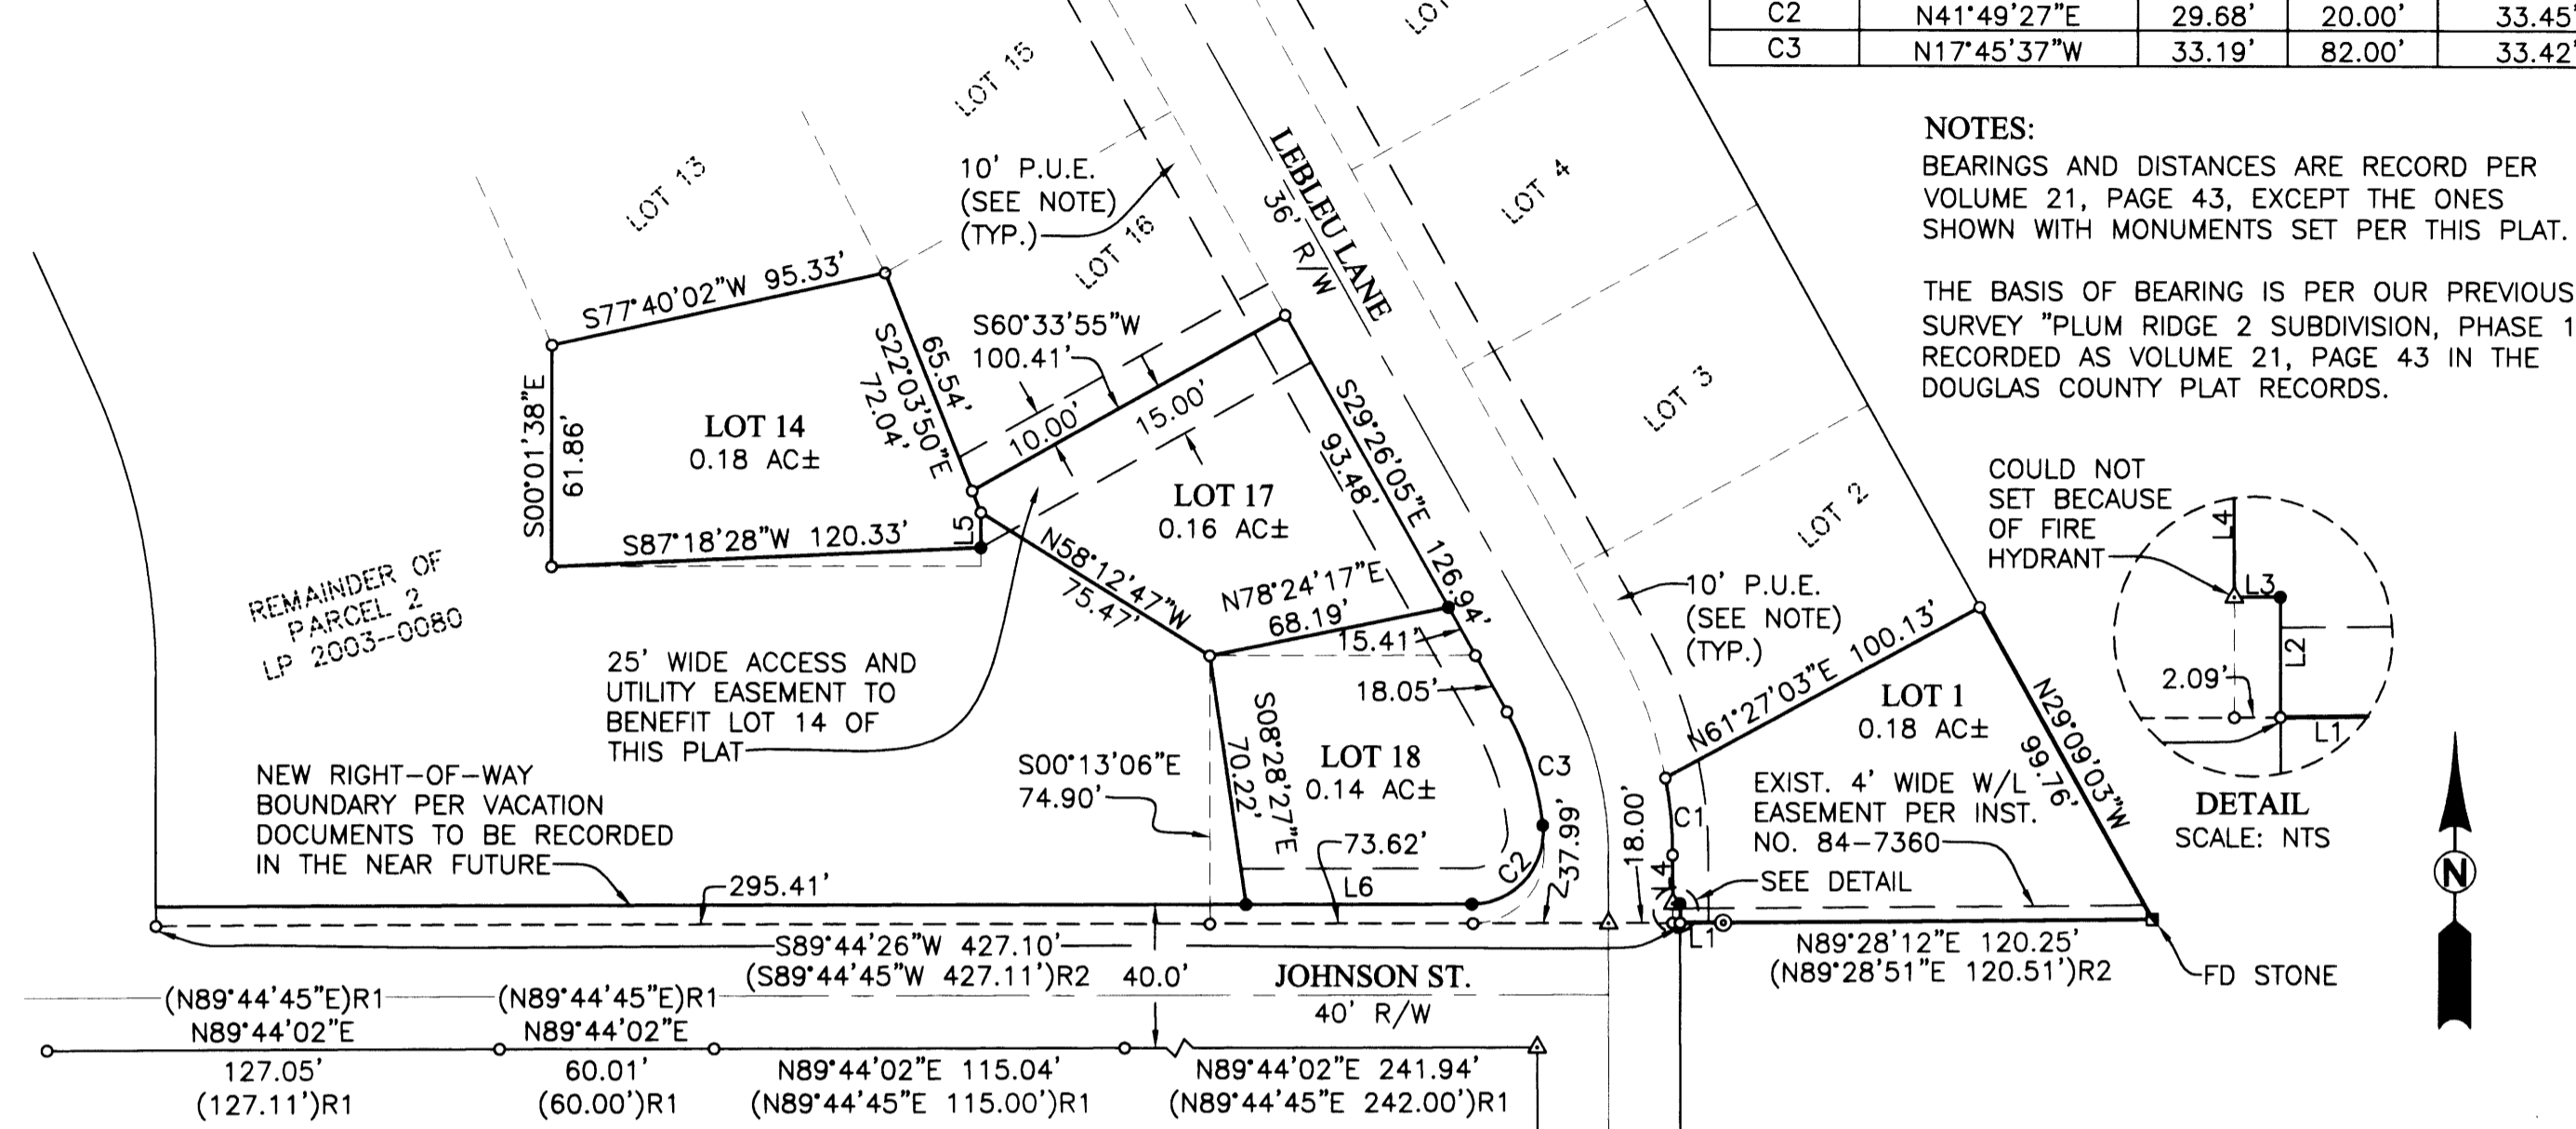 C2 N41°49'27"E 29.68' 20.00' 33.45'
C3 N17°45'37"W 33.19' 82.00' 33.42'
NOTES:
BEARINGS AND DISTANCES ARE RECORD PER
VOLUME 21, PAGE 43, EXCEPT THE ONES
SHOWN WITH MONUMENTS SET PER THIS PLAT.
THE BASIS OF BEARING IS PER OUR PREVIOUS
SURVEY "PLUM RIDGE 2 SUBDIVISION, PHASE 1
RECORDED AS VOLUME 21, PAGE 43 IN THE
DOUGLAS COUNTY PLAT RECORDS.
LOT 15
LOT 13
10' P.U.E.
(SEE NOTE)
(TYP.)
LOT 16
LEBLEU LANE
36' R/W
LOT 4
LOT 3
LOT 2
S77°40'02"W 95.33'
65.54'
S22°03'50"E
72.04'
S60°33'55"W
100.41'
10.00'
15.00'
S00°01'38"E
61.86'
LOT 14
0.18 AC±
S87°18'28"W 120.33'
L5
LOT 17
0.16 AC±
S29°26'05"E 126.94'
93.48'
N58°12'47"W
75.47'
N78°24'17"E
68.19'
15.41'
18.05'
REMAINDER OF
PARCEL 2
LP 2003--0080
25' WIDE ACCESS AND
UTILITY EASEMENT TO
BENEFIT LOT 14 OF
THIS PLAT
NEW RIGHT-OF-WAY
BOUNDARY PER VACATION
DOCUMENTS TO BE RECORDED
IN THE NEAR FUTURE
S00°13'06"E
74.90'
S08°28'27"E
70.22'
LOT 18
0.14 AC±
C3
73.62'
C2
L6
37.99'
18.00'
10' P.U.E.
(SEE NOTE)
(TYP.)
N61°27'03"E 100.13'
LOT 1
0.18 AC±
N29°09'03"W
99.76'
C1
L4
EXIST. 4' WIDE W/L
EASEMENT PER INST.
NO. 84-7360
SEE DETAIL
L1
COULD NOT
SET BECAUSE
OF FIRE
HYDRANT
L4
L3
L2
2.09'
L1
DETAIL
SCALE: NTS
N
295.41'
S89°44'26"W 427.10'
(S89°44'45"W 427.11')R2
40.0'
JOHNSON ST.
40' R/W
N89°28'12"E 120.25'
(N89°28'51"E 120.51')R2
FD STONE
(N89°44'45"E)R1
(N89°44'45"E)R1
N89°44'02"E
N89°44'02"E
127.05'
60.01'
N89°44'02"E 115.04'
N89°44'02"E 241.94'
(127.11')R1
(60.00')R1
(N89°44'45"E 115.00')R1
(N89°44'45"E 242.00')R1